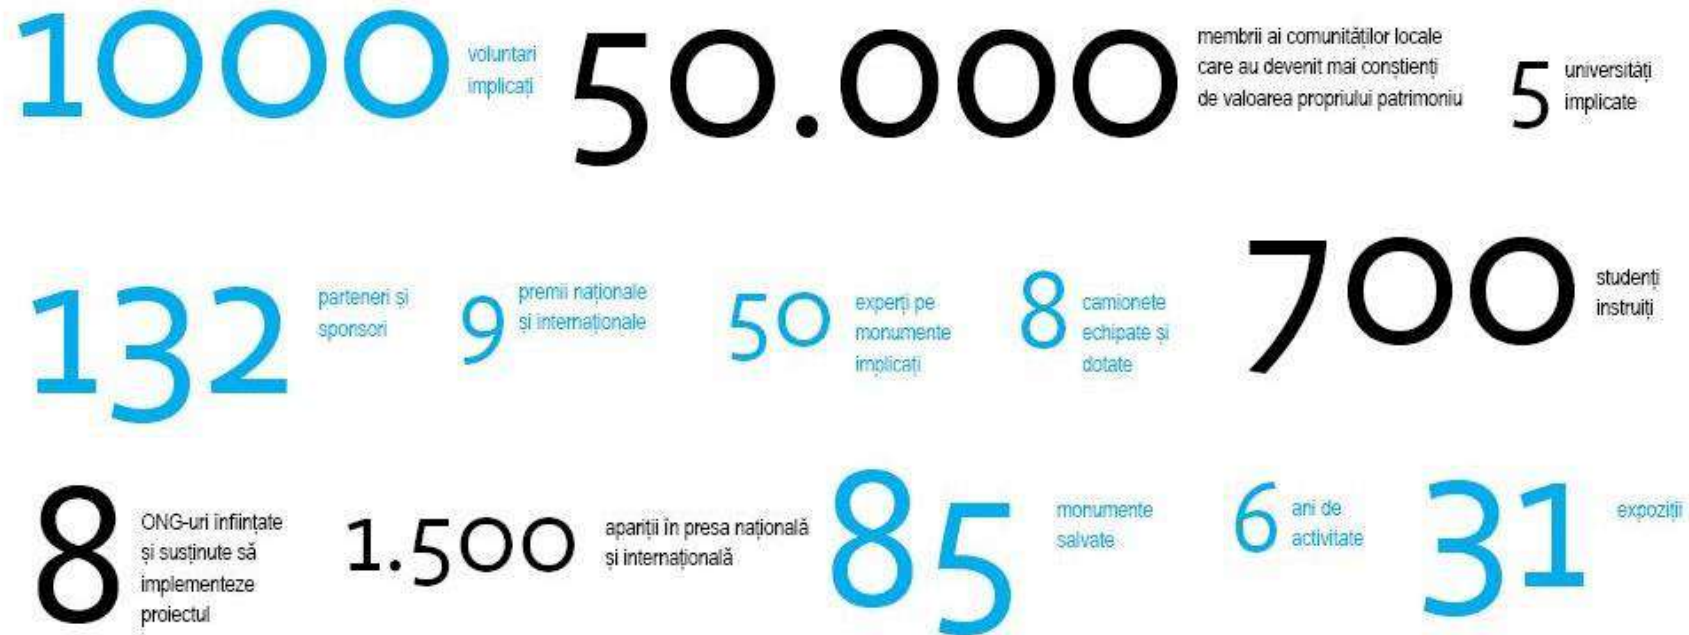 1000
voluntari
implicați
50.000
membrii ai comunităților locale
care au devenit mai conștienți
de valoarea propriului patrimoniu
5
universități
implicate
132
parteneri și
sponsori
9
premii naționale
și internaționale
50
experți pe
monumente
implicați
8
camionete
echipate și
dotate
700
studenți
instruiți
8
ONG-uri înființate
și susținute să
implementeze
proiectul
1.500
apariții în presa națională
și internațională
85
monumente
salvate
6
ani de
activitate
31
expoziții